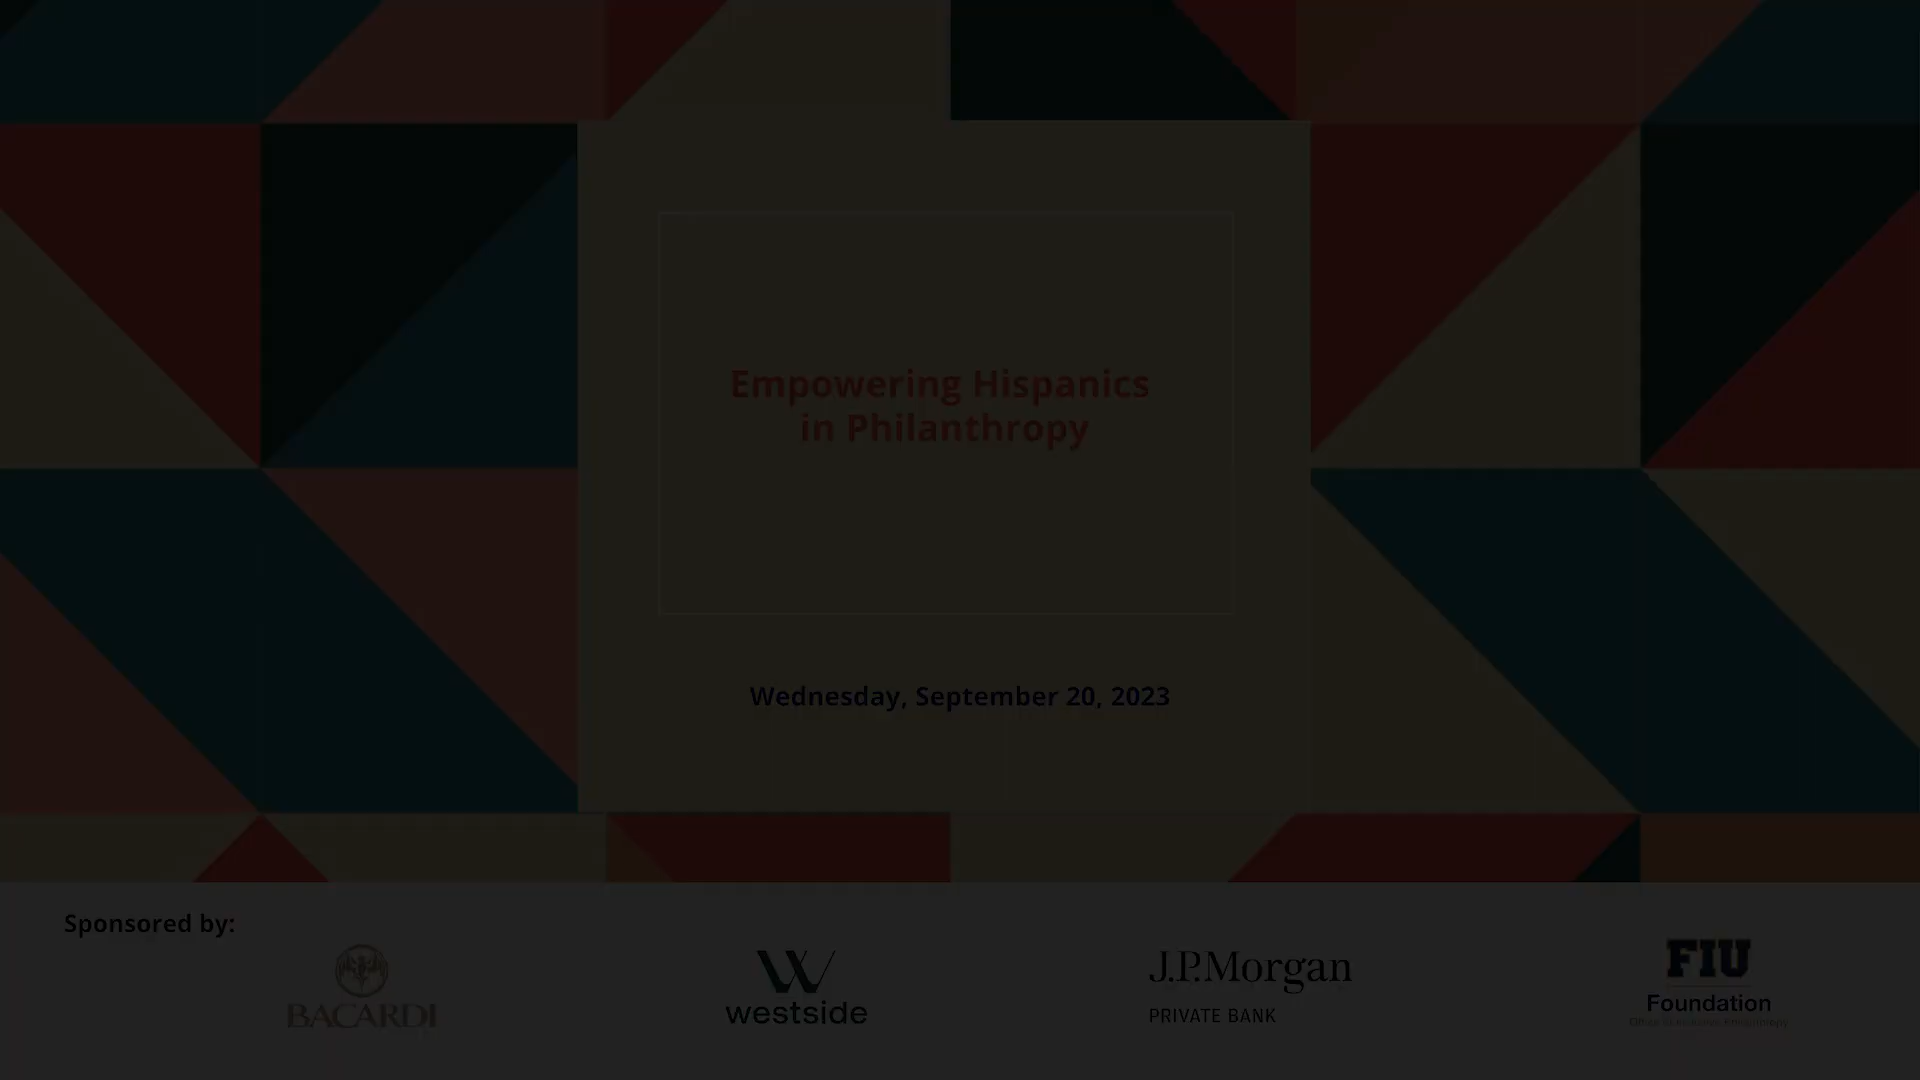 Empowering Hispanics
in Philanthropy
Wednesday, September 20, 2023
Sponsored by:
BACARDI
westside
J.P.Morgan
PRIVATE BANK
FIU
Foundation